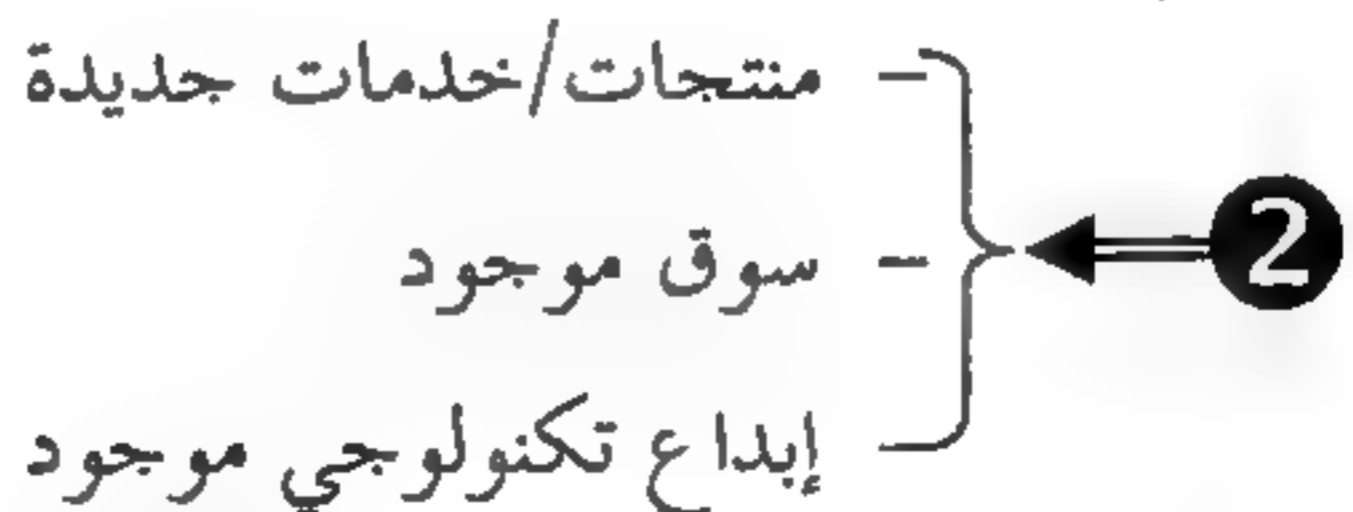 - منتجات/خدمات جديدة
2
- سوق موجود
- إبداع تكنولوجي موجود